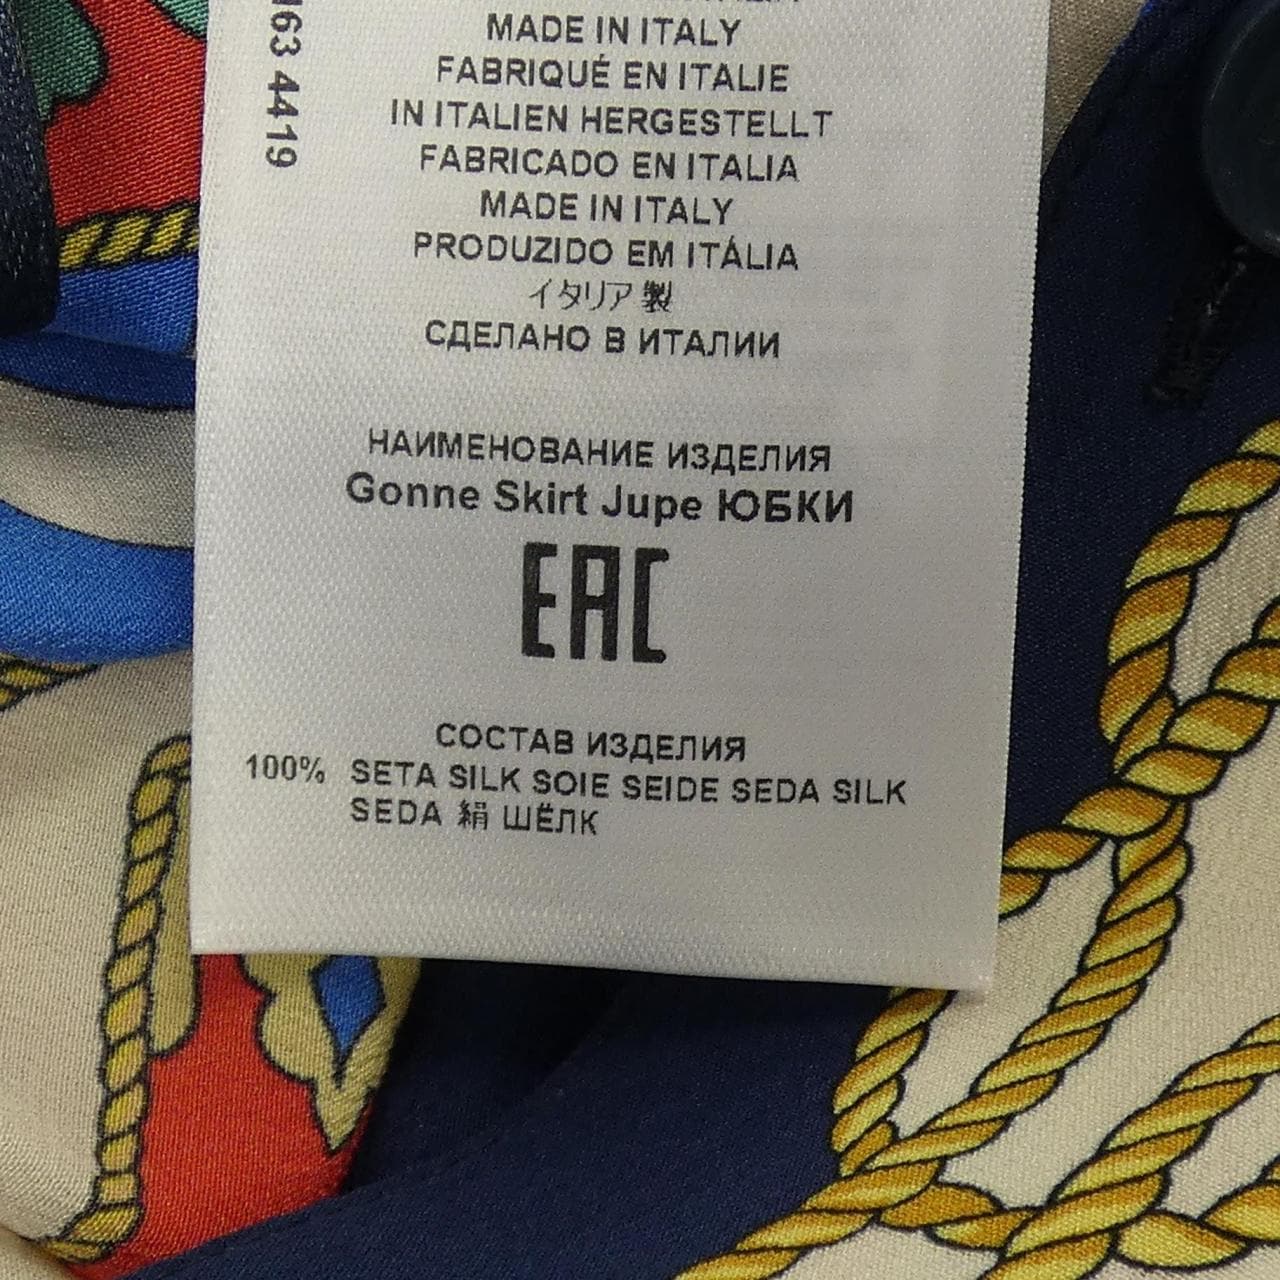 MADE IN ITALY
FABRIQUÉ EN ITALIE
IN ITALIEN HERGESTELLT
FABRICADO EN ITALIA
MADE IN ITALY
PRODUZIDO EM ITÁLIA
イタリア製
СДЕЛАНО В ИТАЛИИ
НАИМЕНОВАНИЕ ИЗДЕЛИЯ
Gonne Skirt Jupe ЮБКИ
EAC
СОСТАВ ИЗДЕЛИЯ
100% SETA SILK SOIE SEIDE SEDA SILK
SEDA 絹 ШЁЛК
4419